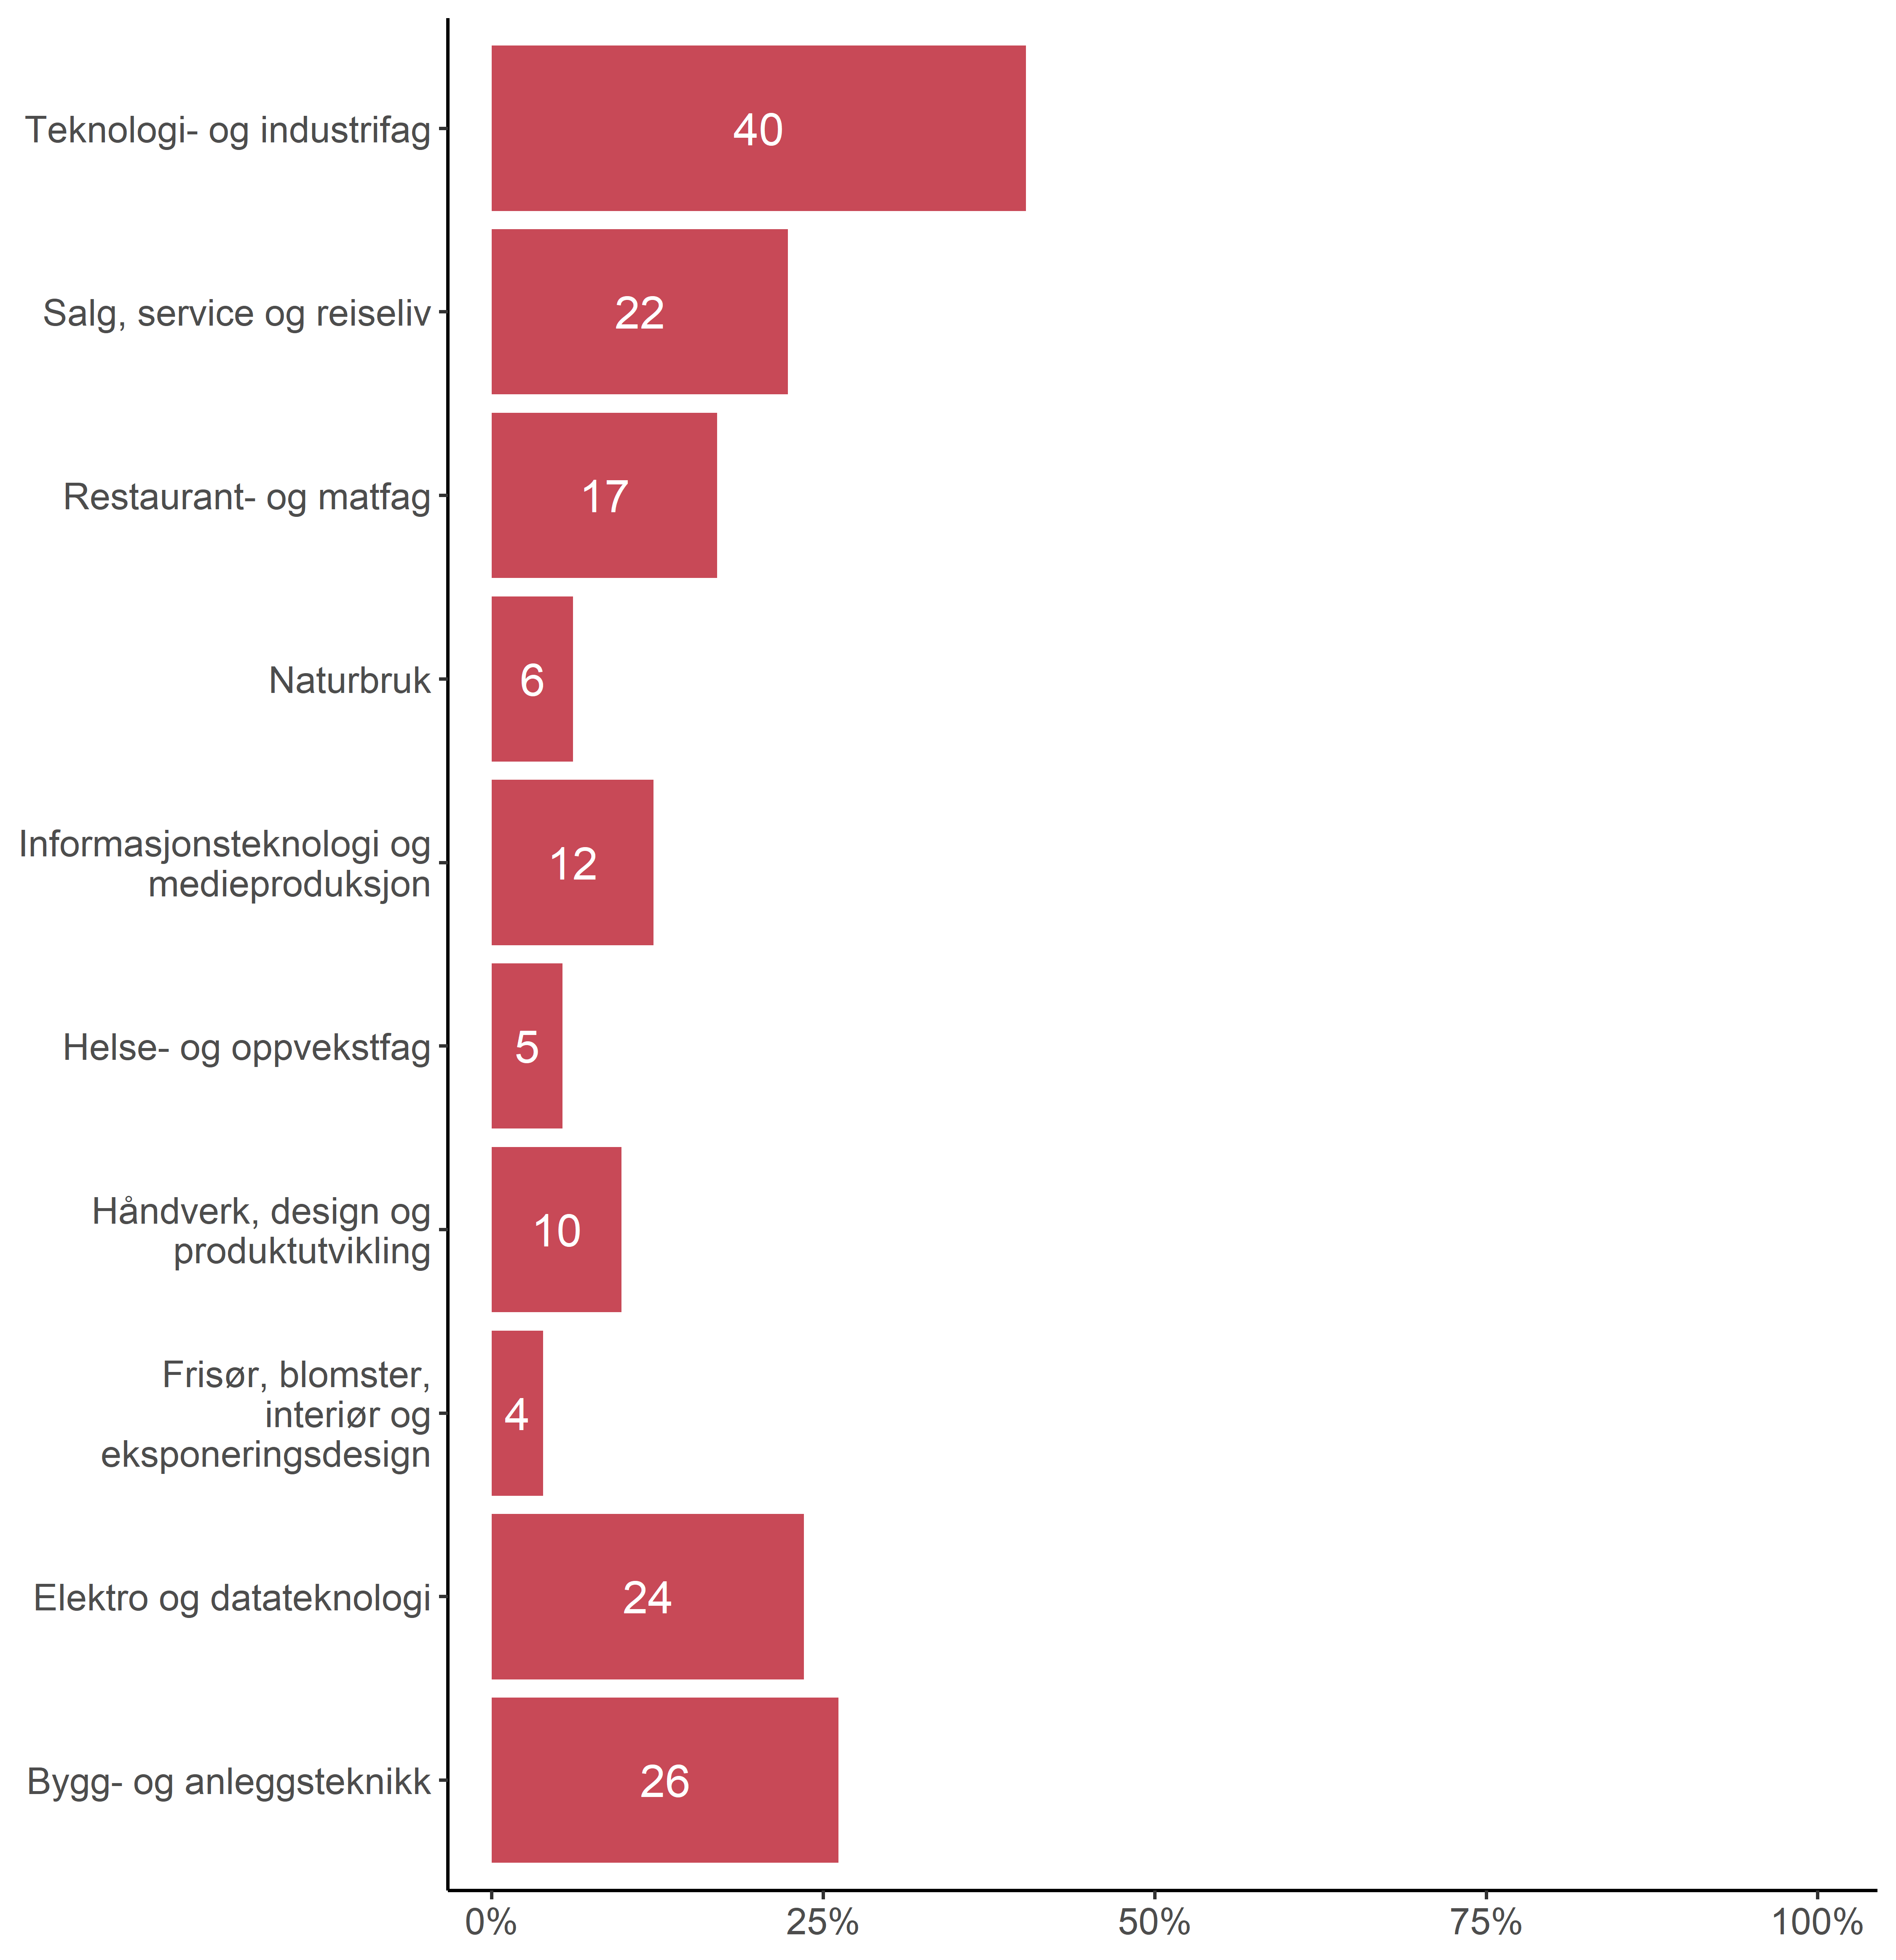 Teknologi- og industrifag
40
Salg, service og reiseliv
22
Restaurant- og matfag
17
Naturbruk
6
Informasjonsteknologi og
medieproduksjon
12
Helse- og oppvekstfag
5
Håndverk, design og
produktutvikling
10
Frisør, blomster,
interiør og
eksponeringsdesign
4
Elektro og datateknologi
24
Bygg- og anleggsteknikk
26
0% 25% 50% 75% 100%